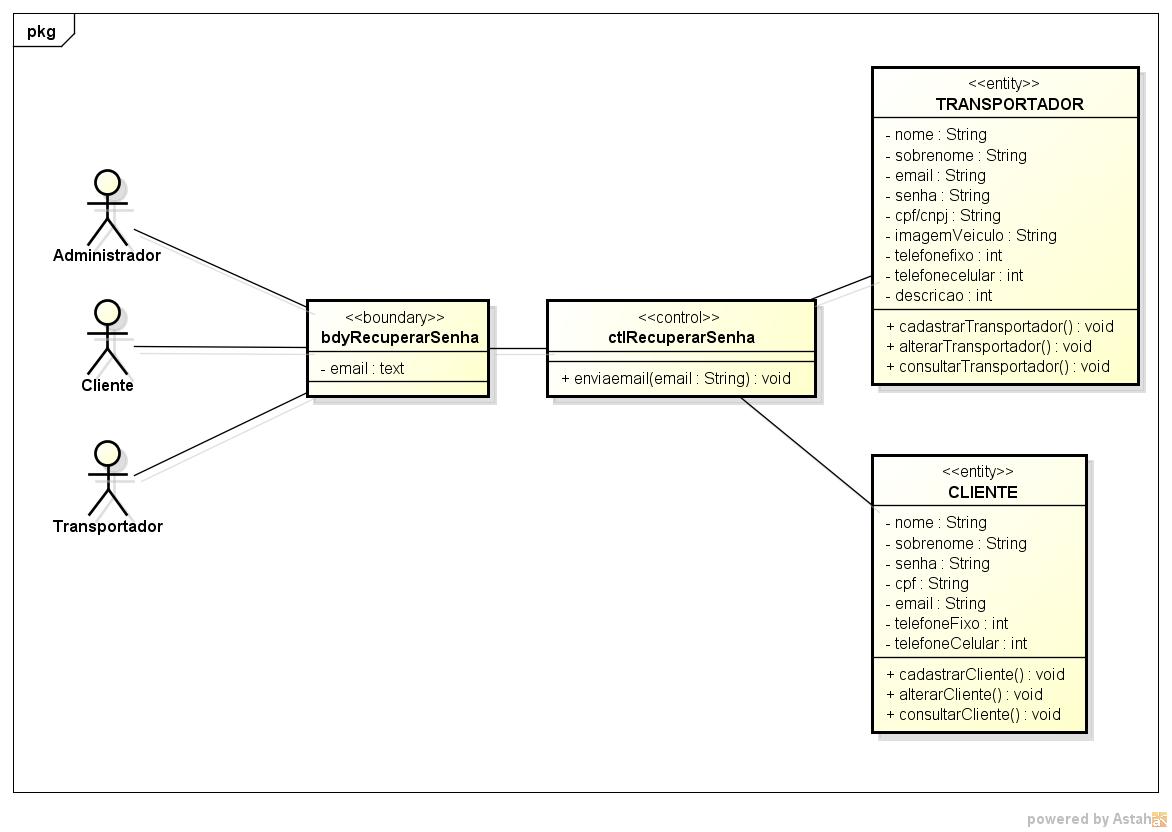 pkg
Administrador
Cliente
Transportador
<<boundary>>
bdyRecuperarSenha
- email : text
<<control>>
ctlRecuperarSenha
+ enviaemail(email : String) : void
<<entity>>
TRANSPORTADOR
- nome : String
- sobrenome : String
- email : String
- senha : String
- cpf/cnpj : String
- imagemVeiculo : String
- telefonefixo : int
- telefonecelular : int
- descricao : int
+ cadastrarTransportador() : void
+ alterarTransportador() : void
+ consultarTransportador() : void
<<entity>>
CLIENTE
- nome : String
- sobrenome : String
- senha : String
- cpf : String
- email : String
- telefoneFixo : int
- telefoneCelular : int
+ cadastrarCliente() : void
+ alterarCliente() : void
+ consultarCliente() : void
powered by Astah